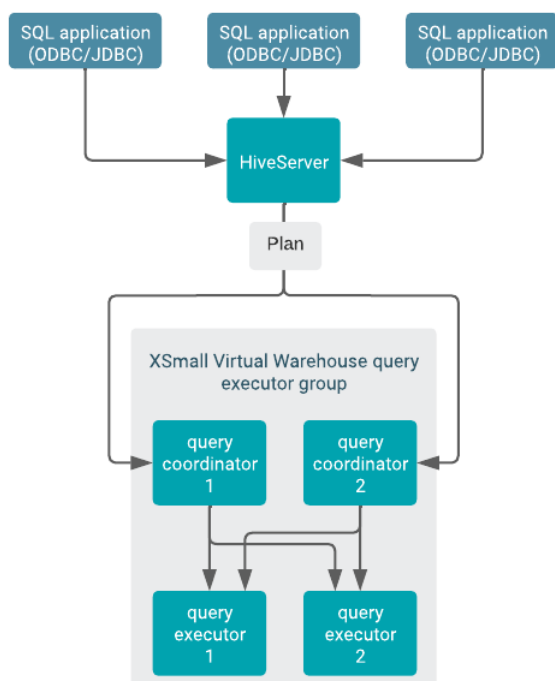 SQL application
(ODBC/JDBC)
SQL application
(ODBC/JDBC)
SQL application
(ODBC/JDBC)
HiveServer
Plan
XSmall Virtual Warehouse query
executor group
query
coordinator
1
query
coordinator
2
query
executor
1
query
executor
2